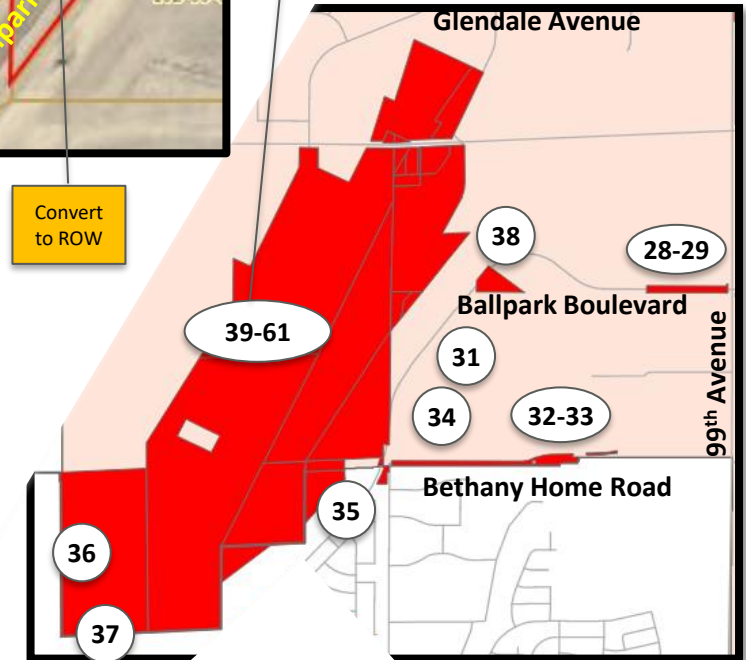 park
Convert
to ROW
Glendale Avenue
38
28-29
Ballpark Boulevard
39-61
31
99th Avenue
34
32-33
Bethany Home Road
35
36
37